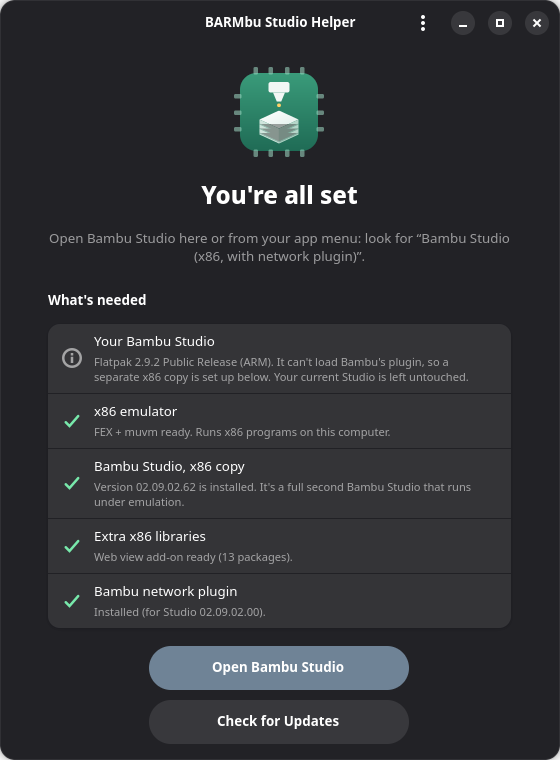 BARMbu Studio Helper
You're all set
Open Bambu Studio here or from your app menu: look for “Bambu Studio
(x86, with network plugin)”.
What's needed
Your Bambu Studio
Flatpak 2.9.2 Public Release (ARM). It can't load Bambu's plugin, so a
separate x86 copy is set up below. Your current Studio is left untouched.
x86 emulator
FEX + muvm ready. Runs x86 programs on this computer.
Bambu Studio, x86 copy
Version 02.09.02.62 is installed. It's a full second Bambu Studio that runs
under emulation.
Extra x86 libraries
Web view add-on ready (13 packages).
Bambu network plugin
Installed (for Studio 02.09.02.00).
Open Bambu Studio
Check for Updates